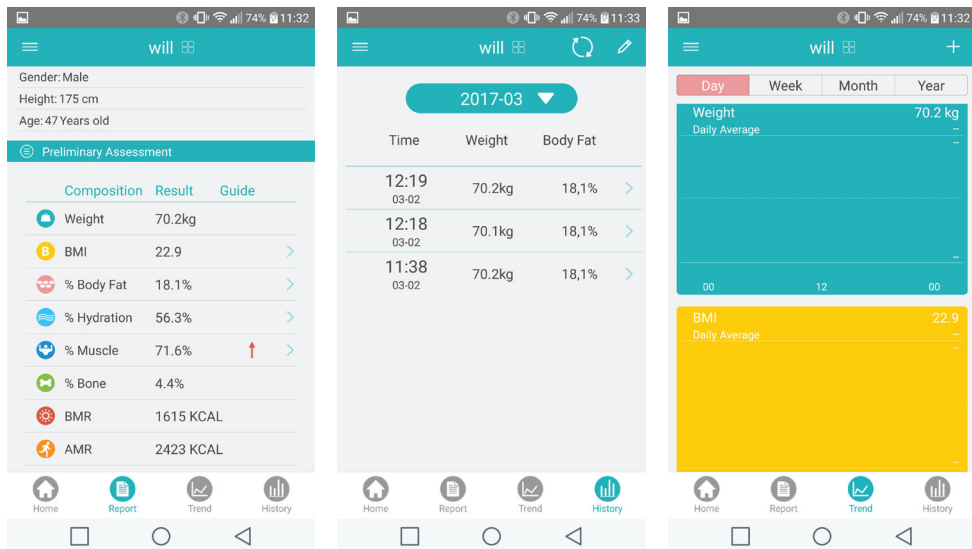 74% 11:32
will
Gender: Male
Height: 175 cm
Age: 47 Years old
Preliminary Assessment
Composition Result Guide
Weight 70.2kg
B BMI 22.9
% Body Fat 18.1%
% Hydration 56.3%
% Muscle 71.6%
% Bone 4.4%
BMR 1615 KCAL
AMR 2423 KCAL
Home Report Trend History
74% 11:33
will
2017-03
Time Weight Body Fat
12:19 70.2kg 18,1%
03-02
12:18 70.1kg 18,1%
03-02
11:38 70.2kg 18,1%
03-02
Home Report Trend History
74% 11:32
will +
Day Week Month Year
Weight 70.2 kg
Daily Average --
--
--
00 12 00
BMI 22.9
Daily Average --
--
--
Home Report Trend History